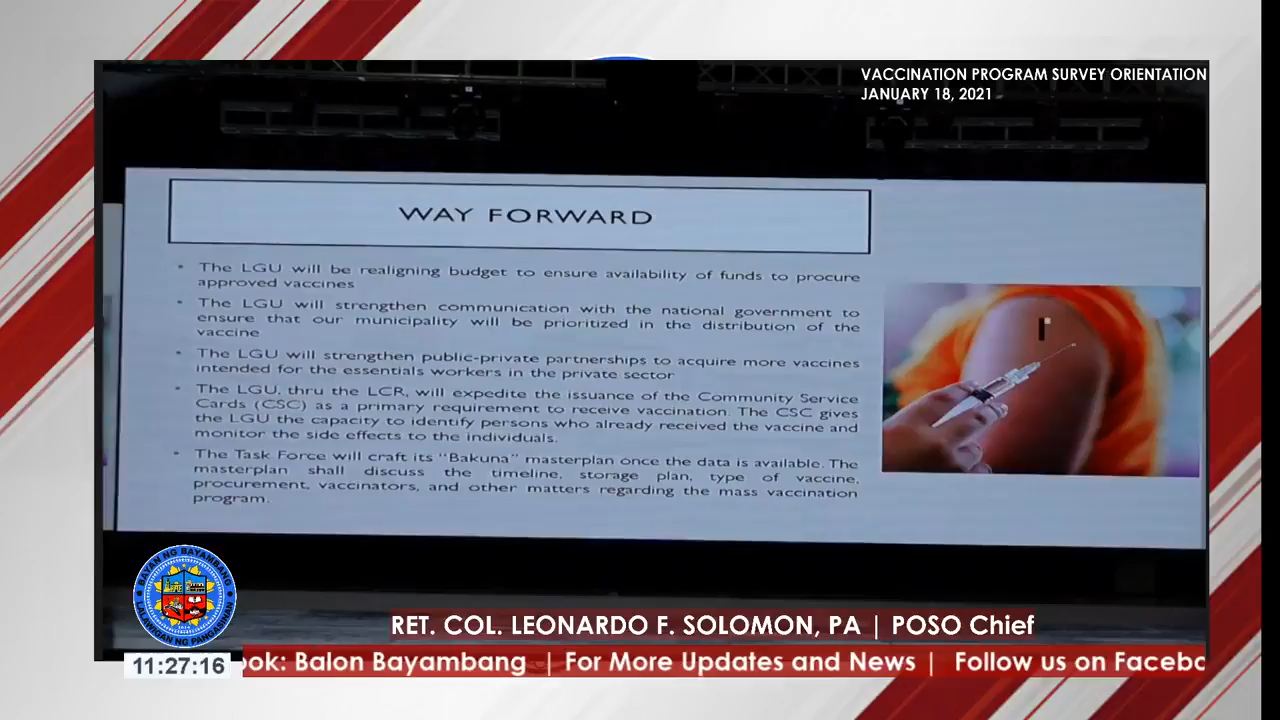 VACCINATION PROGRAM SURVEY ORIENTATION
JANUARY 18, 2021
WAY FORWARD
• The LGU will be realigning budget to ensure availability of funds to procure
approved vaccines
• The LGU will strengthen communication with the national government to
ensure that our municipality will be prioritized in the distribution of the
vaccine
• The LGU will strengthen public-private partnerships to acquire more vaccines
intended for the essentials workers in the private sector
• The LGU, thru the LCR, will expedite the issuance of the Community Service
Cards (CSC) as a primary requirement to receive vaccination. The CSC gives
the LGU the capacity to identify persons who already received the vaccine and
monitor the side effects to the individuals.
• The Task Force will craft its "Bakuna" masterplan once the data is available. The
masterplan shall discuss the timeline, storage plan, type of vaccine,
procurement, vaccinators, and other matters regarding the mass vaccination
program.
BAYAN NG BAYAMBANG
LALAWIGAN NG PANGASINAN
RET. COL. LEONARDO F. SOLOMON, PA | POSO Chief
11:27:16
ook: Balon Bayambang | For More Updates and News | Follow us on Facebo